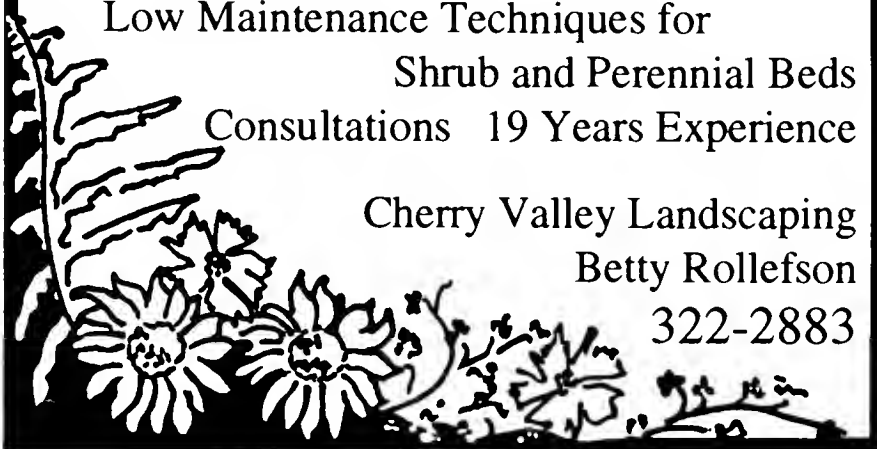 Low Maintenance Techniques for
Shrub and Perennial Beds
Consultations 19 Years Experience
Cherry Valley Landscaping
Betty Rollefson
322-2883